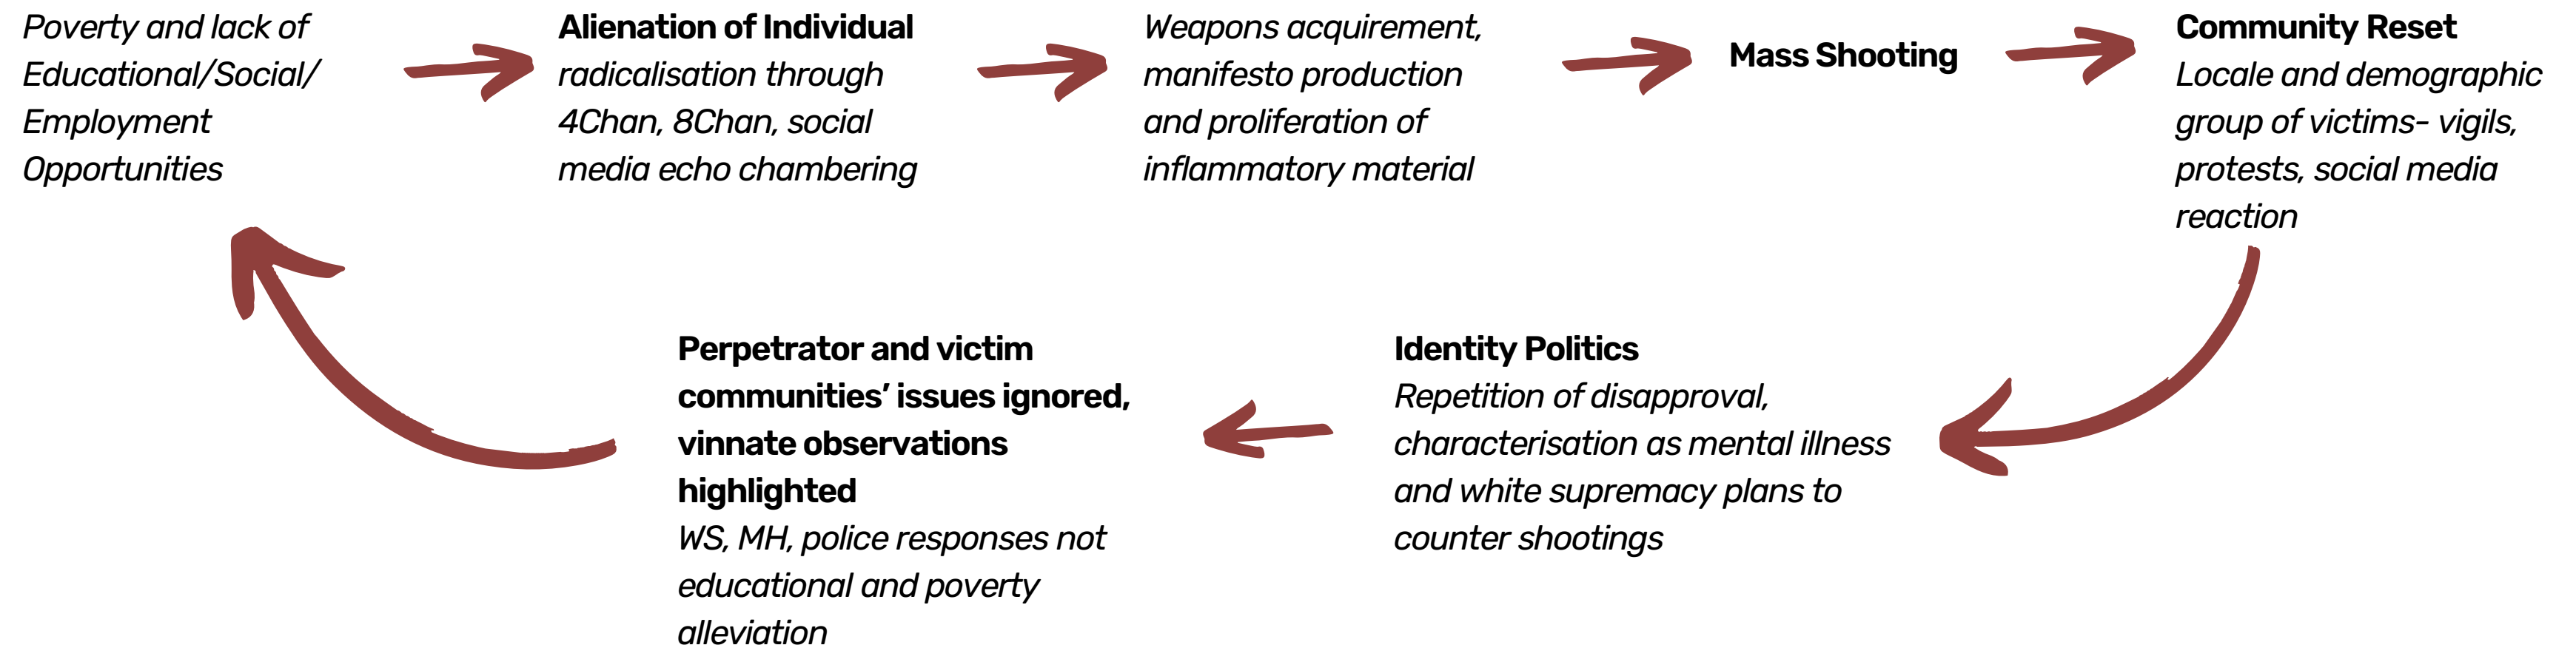 Poverty and lack of
Educational/Social/
Employment
Opportunities
Alienation of Individual
radicalisation through
4Chan, 8Chan, social
media echo chambering
Weapons acquirement,
manifesto production
and proliferation of
inflammatory material
Mass Shooting
Community Reset
Locale and demographic
group of victims- vigils,
protests, social media
reaction
Identity Politics
Repetition of disapproval,
characterisation as mental illness
and white supremacy plans to
counter shootings
Perpetrator and victim
communities’ issues ignored,
vinnate observations
highlighted
WS, MH, police responses not
educational and poverty
alleviation